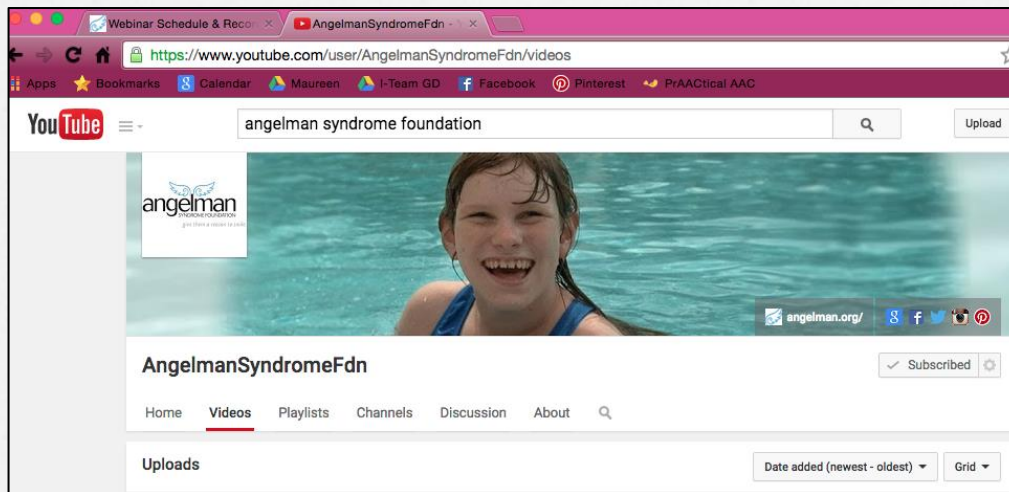 Webinar Schedule & Recor
AngelmanSyndromeFdn - Y
https://www.youtube.com/user/AngelmanSyndromeFdn/videos
Apps Bookmarks Calendar Maureen I-Team GD Facebook Pinterest PrAACtical AAC
YouTube angelman syndrome foundation Upload
angelman
SYNDROME FOUNDATION
angelman.org/
AngelmanSyndromeFdn
Subscribed
Home Videos Playlists Channels Discussion About
Uploads Date added (newest - oldest) Grid